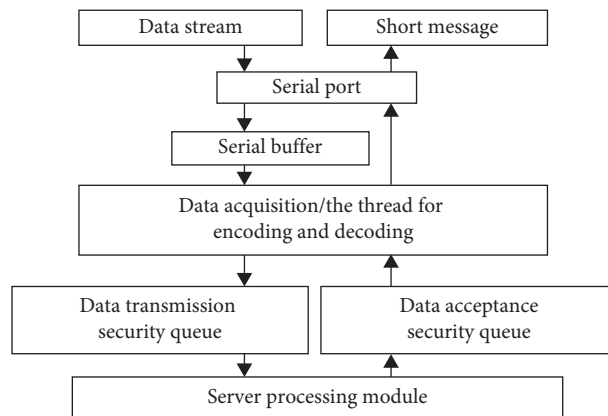 Data stream
Short message
Serial port
Serial buffer
Data acquisition/the thread for
encoding and decoding
Data transmission
security queue
Data acceptance
security queue
Server processing module